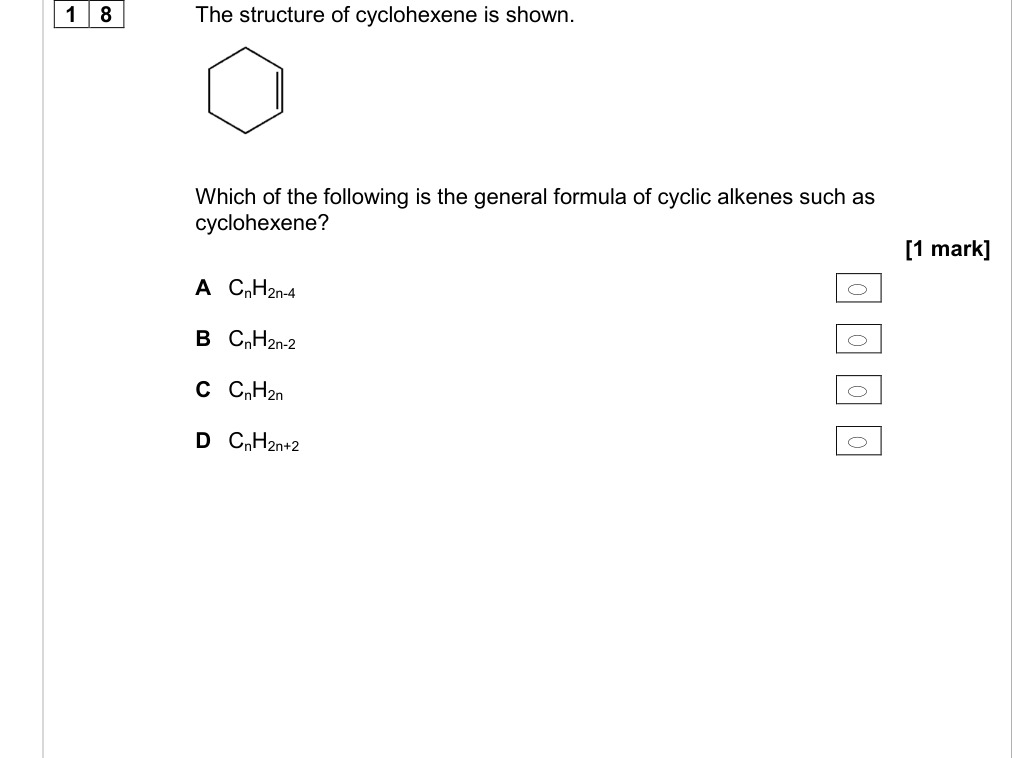 1 8 The structure of cyclohexene is shown.
Which of the following is the general formula of cyclic alkenes such as
cyclohexene?
[1 mark]
A CₙH₂ₙ₋₄
B CₙH₂ₙ₋₂
C CₙH₂ₙ
D CₙH₂ₙ₊₂